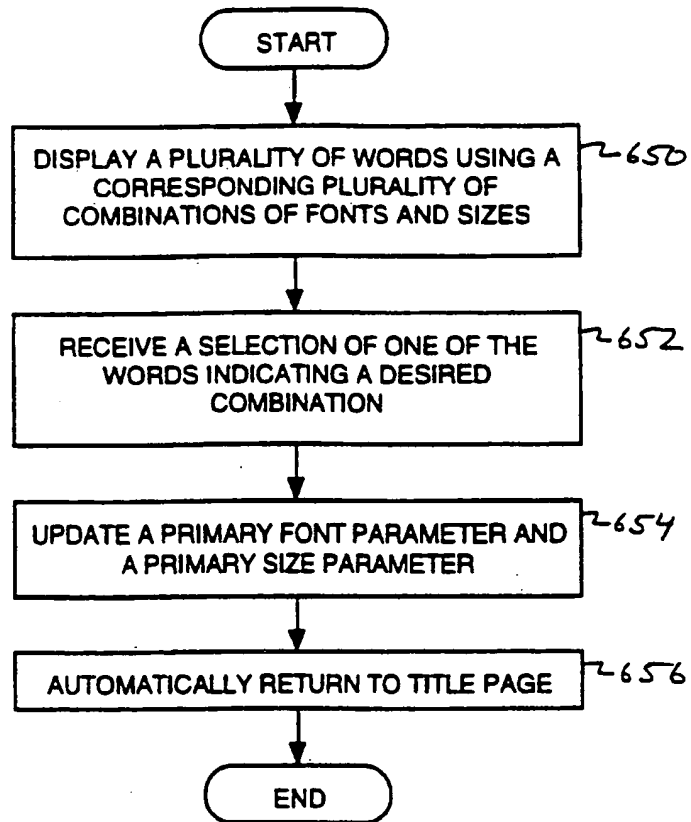 START
DISPLAY A PLURALITY OF WORDS USING A 650
CORRESPONDING PLURALITY OF
COMBINATIONS OF FONTS AND SIZES
RECEIVE A SELECTION OF ONE OF THE 652
WORDS INDICATING A DESIRED
COMBINATION
UPDATE A PRIMARY FONT PARAMETER AND 654
A PRIMARY SIZE PARAMETER
AUTOMATICALLY RETURN TO TITLE PAGE 656
END